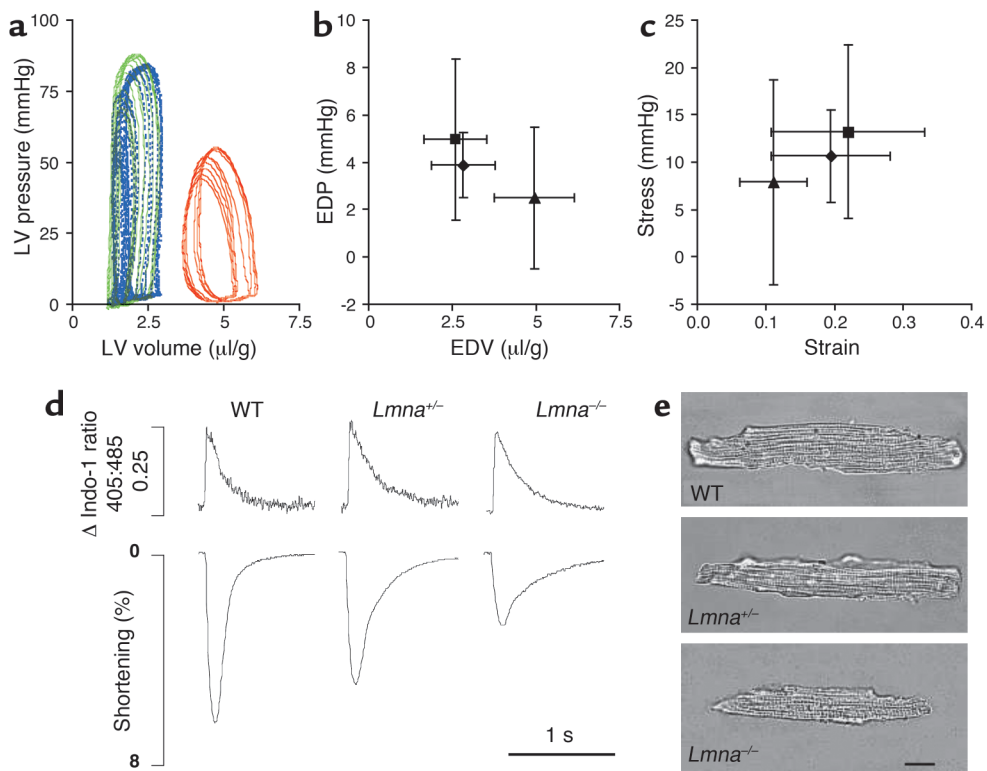 a
LV pressure (mmHg)
100
75
50
25
0
0
2.5
5
7.5
LV volume (µl/g)
b
EDP (mmHg)
10
8
6
4
2
0
-2
0
2.5
5
7.5
EDV (µl/g)
c
Stress (mmHg)
25
20
15
10
5
0
-5
0.0
0.1
0.2
0.3
0.4
Strain
d
WT
Lmna+/–
Lmna–/–
Δ Indo-1 ratio
405:485
0.25
0
Shortening (%)
8
1 s
e
WT
Lmna+/–
Lmna–/–